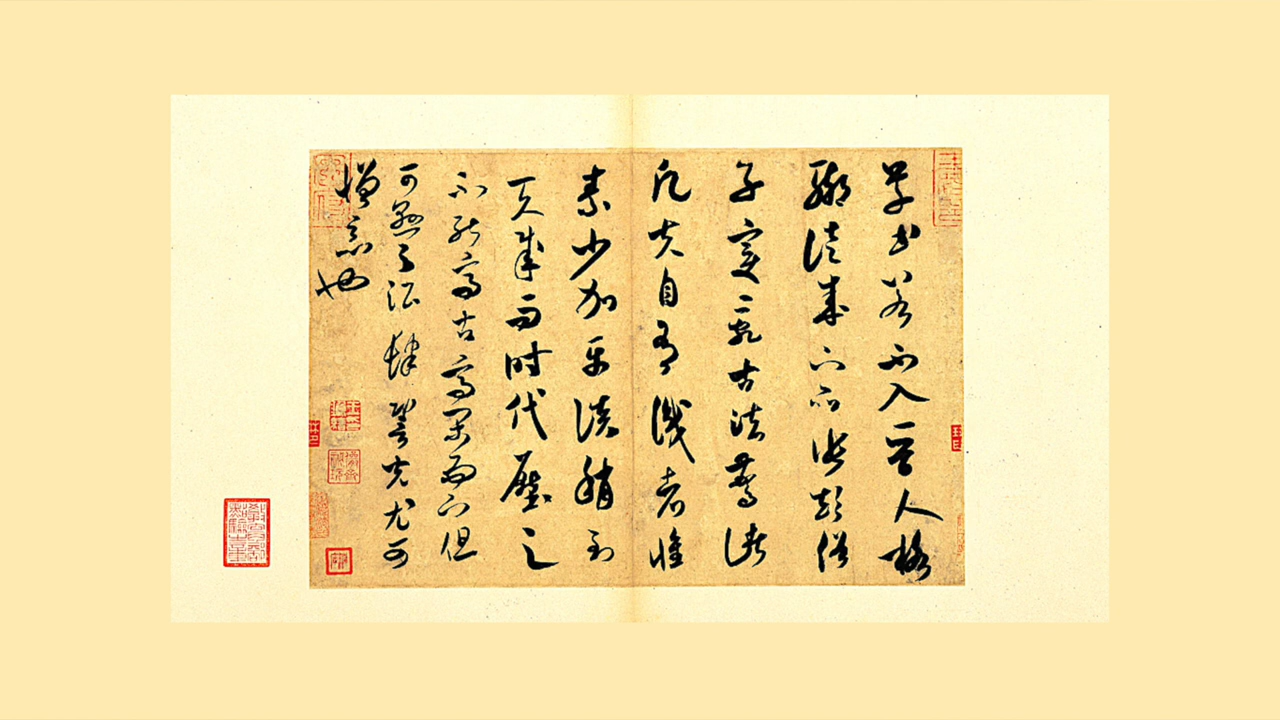 草書若不入晉人格
輒徒成下品張顛俗
子變亂古法驚諸
凡夫自有識者懷
素少加平淡稍到
天成而時代壓之
不能高古高閑而下但
可懸之酒肆䛒光尤可
憎惡也